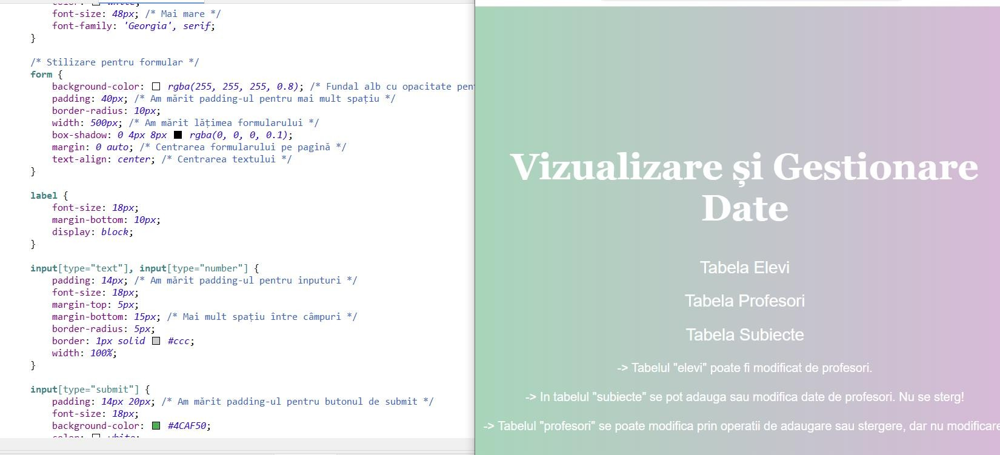 font-size: 48px; /* Mai mare */
font-family: 'Georgia', serif;
}
/* Stilizare pentru formular */
form {
background-color: rgba(255, 255, 255, 0.8); /* Fundal alb cu opacitate pen
padding: 40px; /* Am mărit padding-ul pentru mai mult spațiu */
border-radius: 10px;
width: 500px; /* Am mărit lățimea formularului */
box-shadow: 0 4px 8px rgba(0, 0, 0, 0.1);
margin: 0 auto; /* Centrarea formularului pe pagină */
text-align: center; /* Centrarea textului */
}
label {
font-size: 18px;
margin-bottom: 10px;
display: block;
}
input[type="text"], input[type="number"] {
padding: 14px; /* Am mărit padding-ul pentru inputuri */
font-size: 18px;
margin-top: 5px;
margin-bottom: 15px; /* Mai mult spațiu între câmpuri */
border-radius: 5px;
border: 1px solid #ccc;
width: 100%;
}
input[type="submit"] {
padding: 14px 20px; /* Am mărit padding-ul pentru butonul de submit */
font-size: 18px;
background-color: #4CAF50;
color: white;
Vizualizare și Gestionare
Date
Tabela Elevi
Tabela Profesori
Tabela Subiecte
-> Tabelul "elevi" poate fi modificat de profesori.
-> In tabelul "subiecte" se pot adauga sau modifica date de profesori. Nu se sterg!
-> Tabelul "profesori" se poate modifica prin operatii de adaugare sau stergere, dar nu modificare